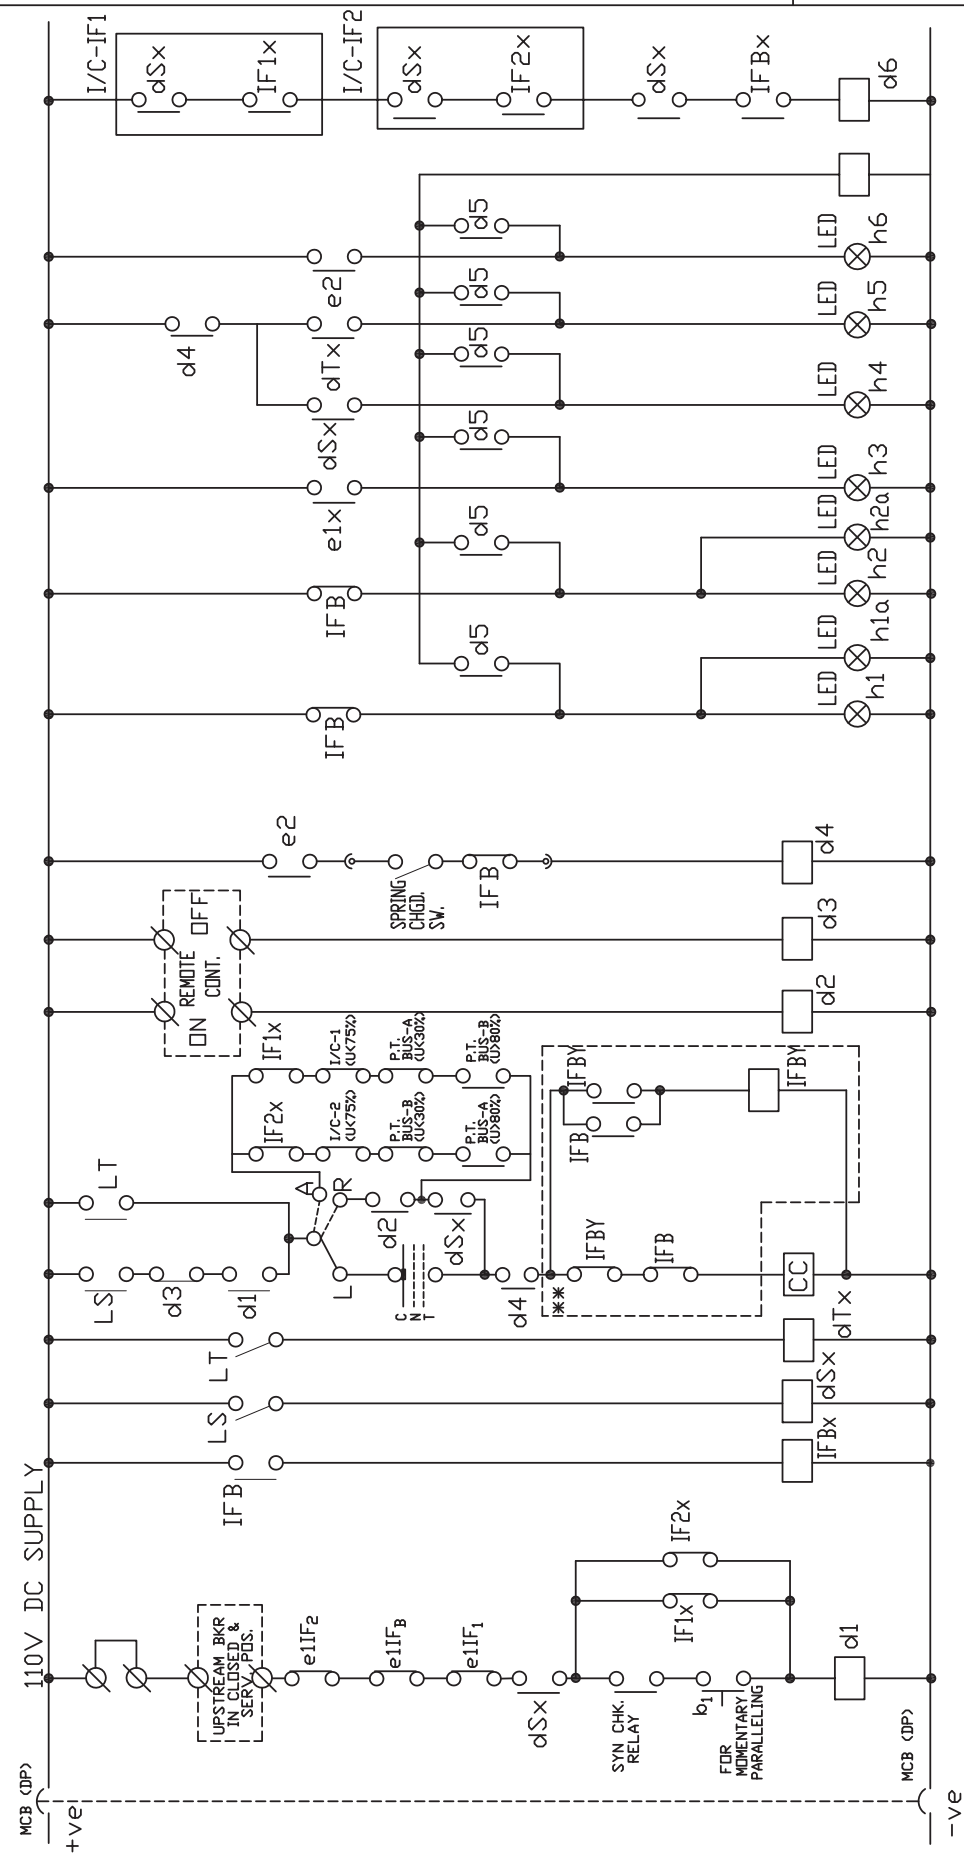 MCB (DP)
+ve
110V DC SUPPLY
MCB (DP)
-ve
UPSTREAM BKR
IN CLOSED &
SERV. POS.
e1IF2
e1IFB
e1IF1
dSx
SYN CHK.
RELAY
b1
FOR
MOMENTARY
PARALLELING
IF1x
IF2x
d1
IFB
IFBx
LS
dSx
LT
dTx
LS
d3
d1
LT
L
A
R
C
N
T
d2
dSx
d4
**
IFBY
IFB
CC
IFB
IFBY
IFBY
IF2x
I/C-2
(U<75%)
P.T.
BUS-B
(U<30%)
P.T.
BUS-A
(U>80%)
IF1x
I/C-1
(U<75%)
P.T.
BUS-A
(U<30%)
P.T.
BUS-B
(U>80%)
ON
REMOTE
CONT.
OFF
d2
d3
e2
SPRING
CHGD.
SW.
IFB
d4
IFB
d5
LED
h1
LED
h1a
IFB
d5
LED
h2
LED
h2a
e1x
d5
LED
h3
dSx
d5
LED
h4
d4
dTx
d5
LED
h5
e2
d5
LED
h6
I/C-IF1
dSx
IF1x
I/C-IF2
dSx
IF2x
dSx
IFBx
d6